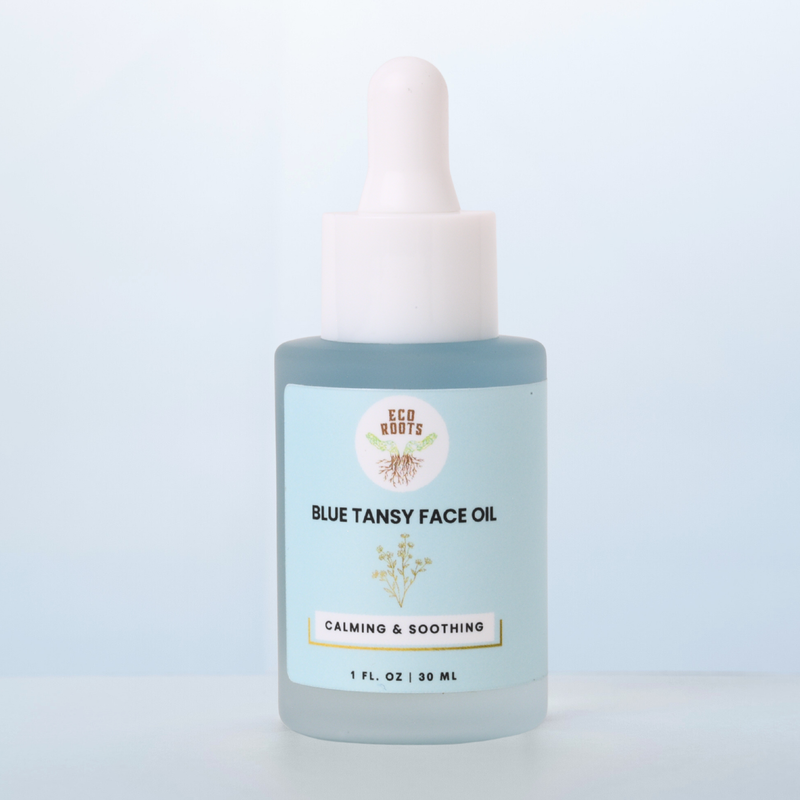 ECO
ROOTS
BLUE TANSY FACE OIL
CALMING & SOOTHING
1 FL. OZ | 30 ML